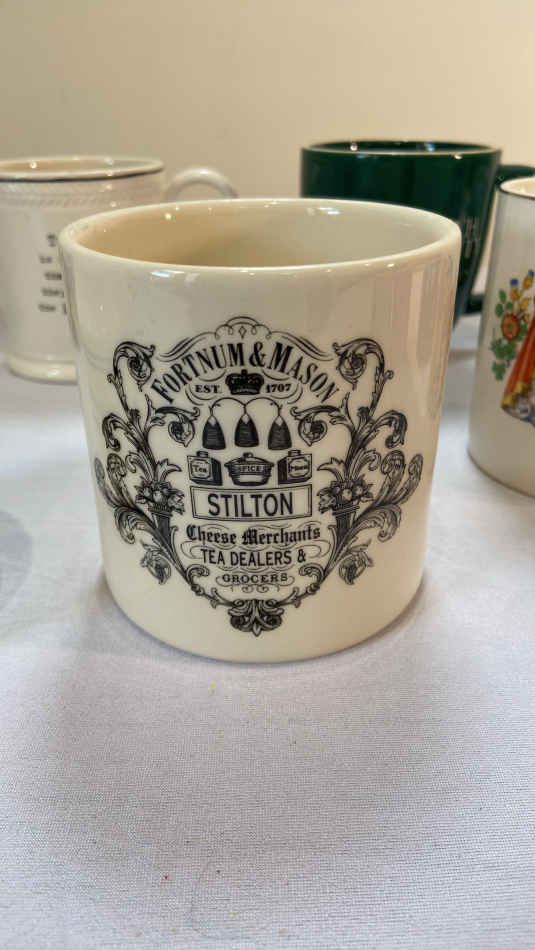 FORTNUM & MASON
EST. 1707
Tea SPICE
STILTON
Cheese Merchants
TEA DEALERS &
GROCERS